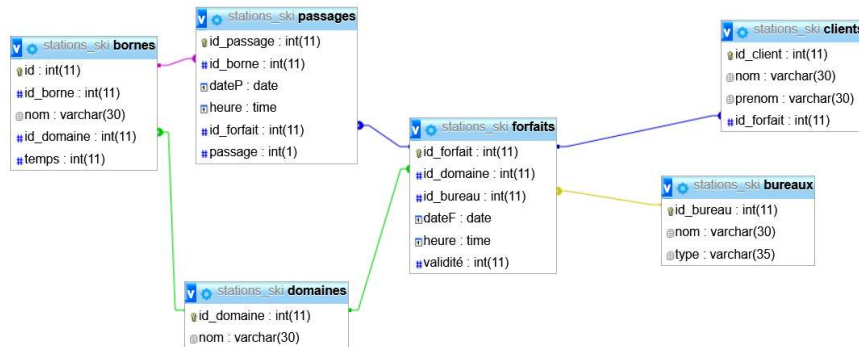 v stations_ski bornes
id : int(11)
#id_borne : int(11)
nom : varchar(30)
#id_domaine : int(11)
#temps : int(11)
v stations_ski passages
id_passage : int(11)
#id_borne : int(11)
dateP : date
heure : time
#id_forfait : int(11)
#passage : int(1)
v stations_ski clients
id_client : int(11)
nom : varchar(30)
prenom : varchar(30)
#id_forfait : int(11)
v stations_ski forfaits
id_forfait : int(11)
#id_domaine : int(11)
#id_bureau : int(11)
dateF : date
heure : time
#validité : int(11)
v stations_ski bureaux
id_bureau : int(11)
nom : varchar(30)
type : varchar(35)
v stations_ski domaines
id_domaine : int(11)
nom : varchar(30)